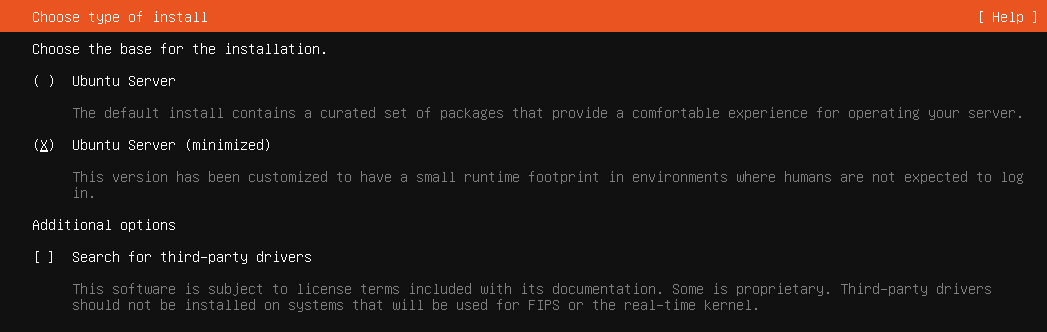 Choose type of install [ Help ]
Choose the base for the installation.
( ) Ubuntu Server
The default install contains a curated set of packages that provide a comfortable experience for operating your server.
(X) Ubuntu Server (minimized)
This version has been customized to have a small runtime footprint in environments where humans are not expected to log
in.
Additional options
[ ] Search for third-party drivers
This software is subject to license terms included with its documentation. Some is proprietary. Third-party drivers
should not be installed on systems that will be used for FIPS or the real-time kernel.